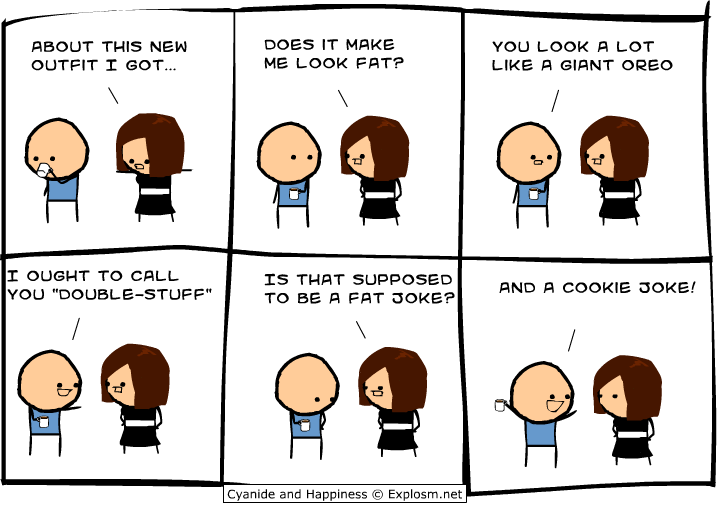 ABOUT THIS NEW
OUTFIT I GOT...
DOES IT MAKE
ME LOOK FAT?
YOU LOOK A LOT
LIKE A GIANT OREO
I OUGHT TO CALL
YOU "DOUBLE-STUFF"
IS THAT SUPPOSED
TO BE A FAT JOKE?
AND A COOKIE JOKE!
Cyanide and Happiness © Explosm.net